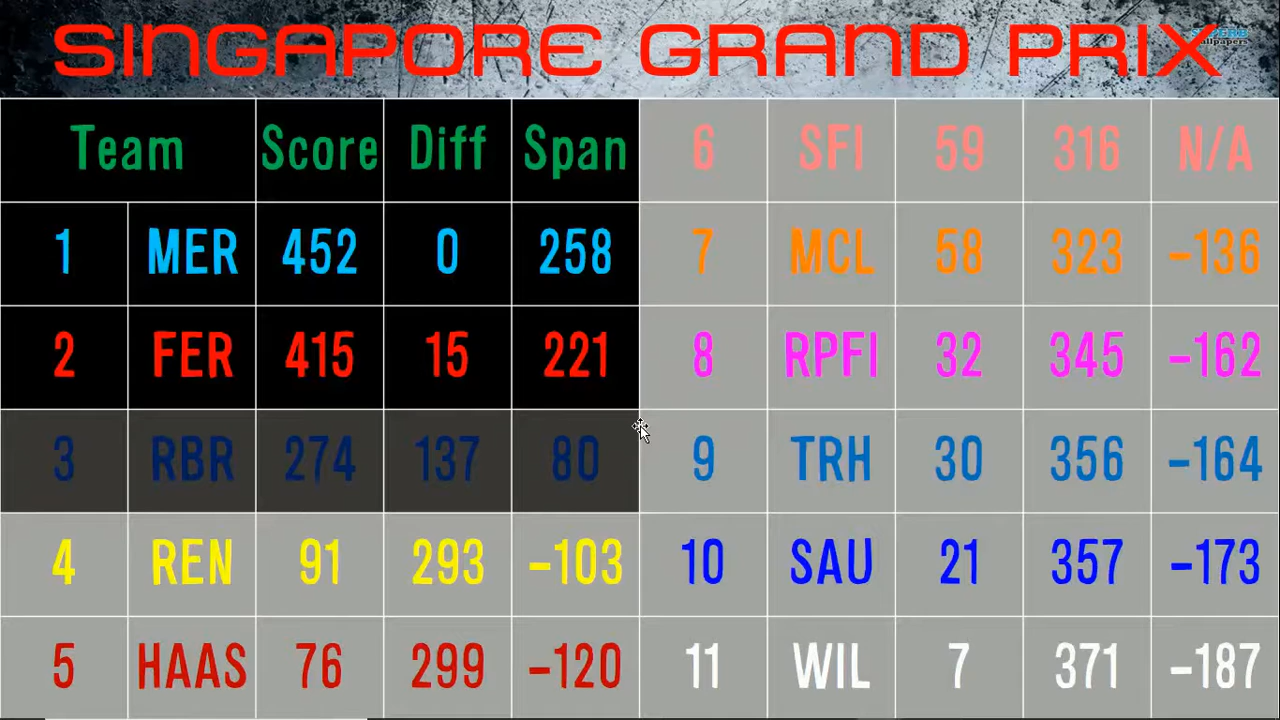 SINGAPORE GRAND PRIX
Team Score Diff Span
1 MER 452 0 258
2 FER 415 15 221
3 RBR 274 137 80
4 REN 91 293 -103
5 HAAS 76 299 -120
6 SFI 59 316 N/A
7 MCL 58 323 -136
8 RPFI 32 345 -162
9 TRH 30 356 -164
10 SAU 21 357 -173
11 WIL 7 371 -187